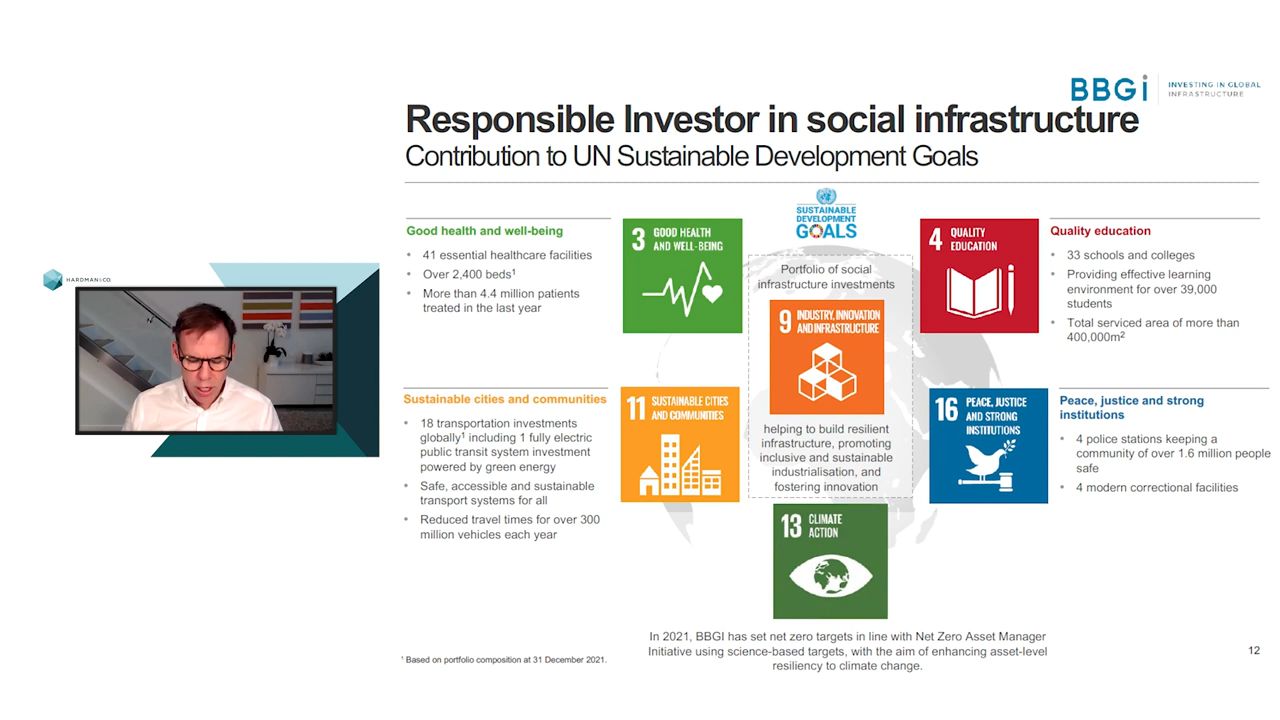 BBGi
INVESTING IN GLOBAL
INFRASTRUCTURE
Responsible Investor in social infrastructure
Contribution to UN Sustainable Development Goals
HARDMAN&CO.
Good health and well-being
• 41 essential healthcare facilities
• Over 2,400 beds¹
• More than 4.4 million patients
treated in the last year
3 GOOD HEALTH
AND WELL-BEING
SUSTAINABLE
DEVELOPMENT
GOALS
Portfolio of social
infrastructure investments
9 INDUSTRY, INNOVATION
AND INFRASTRUCTURE
helping to build resilient
infrastructure, promoting
inclusive and sustainable
industrialisation, and
fostering innovation
4 QUALITY
EDUCATION
Quality education
• 33 schools and colleges
• Providing effective learning
environment for over 39,000
students
• Total serviced area of more than
400,000m²
Sustainable cities and communities
• 18 transportation investments
globally¹ including 1 fully electric
public transit system investment
powered by green energy
• Safe, accessible and sustainable
transport systems for all
• Reduced travel times for over 300
million vehicles each year
11 SUSTAINABLE CITIES
AND COMMUNITIES
16 PEACE, JUSTICE
AND STRONG
INSTITUTIONS
Peace, justice and strong
institutions
• 4 police stations keeping a
community of over 1.6 million people
safe
• 4 modern correctional facilities
13 CLIMATE
ACTION
In 2021, BBGI has set net zero targets in line with Net Zero Asset Manager
Initiative using science-based targets, with the aim of enhancing asset-level
resiliency to climate change.
¹ Based on portfolio composition at 31 December 2021.
12